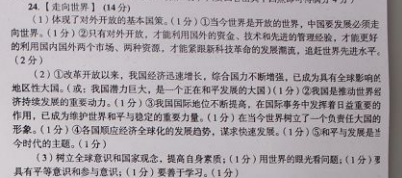 24.【走向世界】(14分)
(1)体现了对外开放的基本国策。(1分)①当今世界是开放的世界，中国要发展必须走
向世界。(1分)②只有对外开放，才能利用外国的资金、技术和先进的管理经验，才能更好
的利用国内国外两个市场、两种资源，才能紧跟新科技革命的发展潮流，追赶世界先进水平。
(2分)
(2)①改革开放以来，我国经济迅速增长，综合国力不断增强，已成为具有全球影响的
地区性大国。(或：我国潜力巨大，是一个正在和平发展的大国)(1分)②我国是推动世界经
济持续发展的重要动力。(1分)③我国国际地位不断提高，在国际事务中发挥着日益重要的
作用，已成为维护世界和平与稳定的重要力量。(1分)在当今世界树立了一个负责任大国的
形象。(1分)④各国顺应经济全球化的发展趋势，谋求快速发展。(1分)⑤和平与发展是当
今时代的主题。(1分)
(3)树立全球意识和国家观念，提高自身素质；(1分)用世界的眼光看问题；(1分)
具有平等意识和参与意识；(1分)要善于学习。(1分)